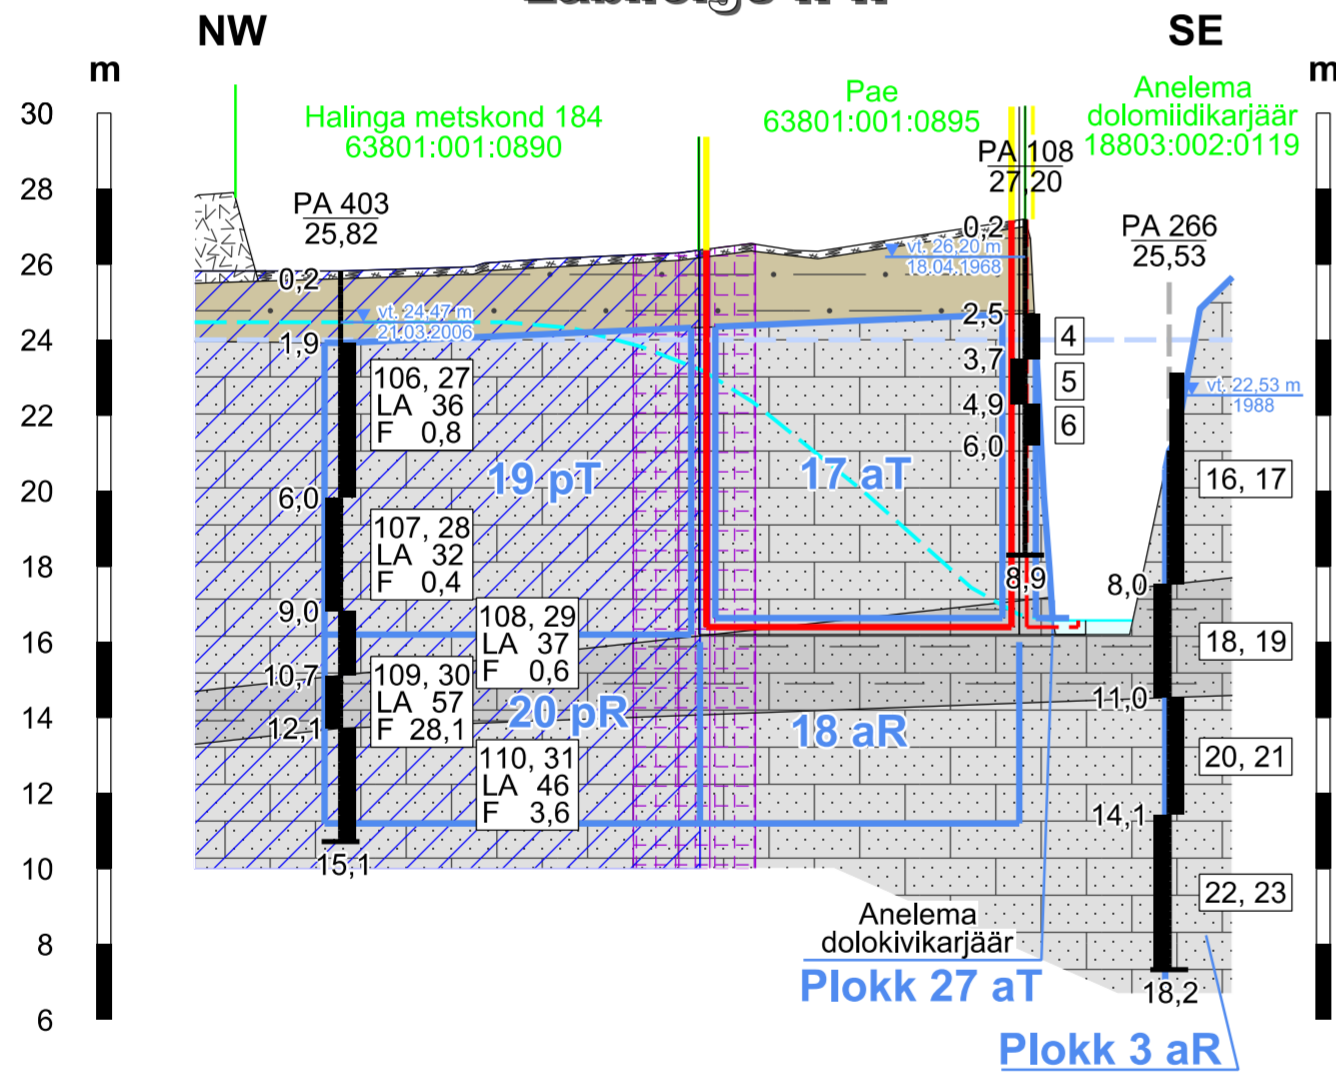 NW
SE
m
m
30
28
26
24
22
20
18
16
14
12
10
8
6
Halinga metskond 184
63801:001:0890
Pae
63801:001:0895
Anelema
dolomiidikarjäär
18803:002:0119
PA 403
25,82
0,2
1,9
6,0
9,0
10,7
12,1
15,1
vt. 24,47 m
21.03.2006
106, 27
LA 36
F 0,8
107, 28
LA 32
F 0,4
108, 29
LA 37
F 0,6
109, 30
LA 57
F 28,1
110, 31
LA 46
F 3,6
19 pT
20 pR
17 aT
18 aR
PA 108
27,20
0,2
vt. 26,20 m
18.04.1968
2,5
3,7
4,9
6,0
8,9
4
5
6
PA 266
25,53
vt. 22,53 m
1988
8,0
11,0
14,1
18,2
16, 17
18, 19
20, 21
22, 23
Anelema
dolokivikarjäär
Plokk 27 aT
Plokk 3 aR